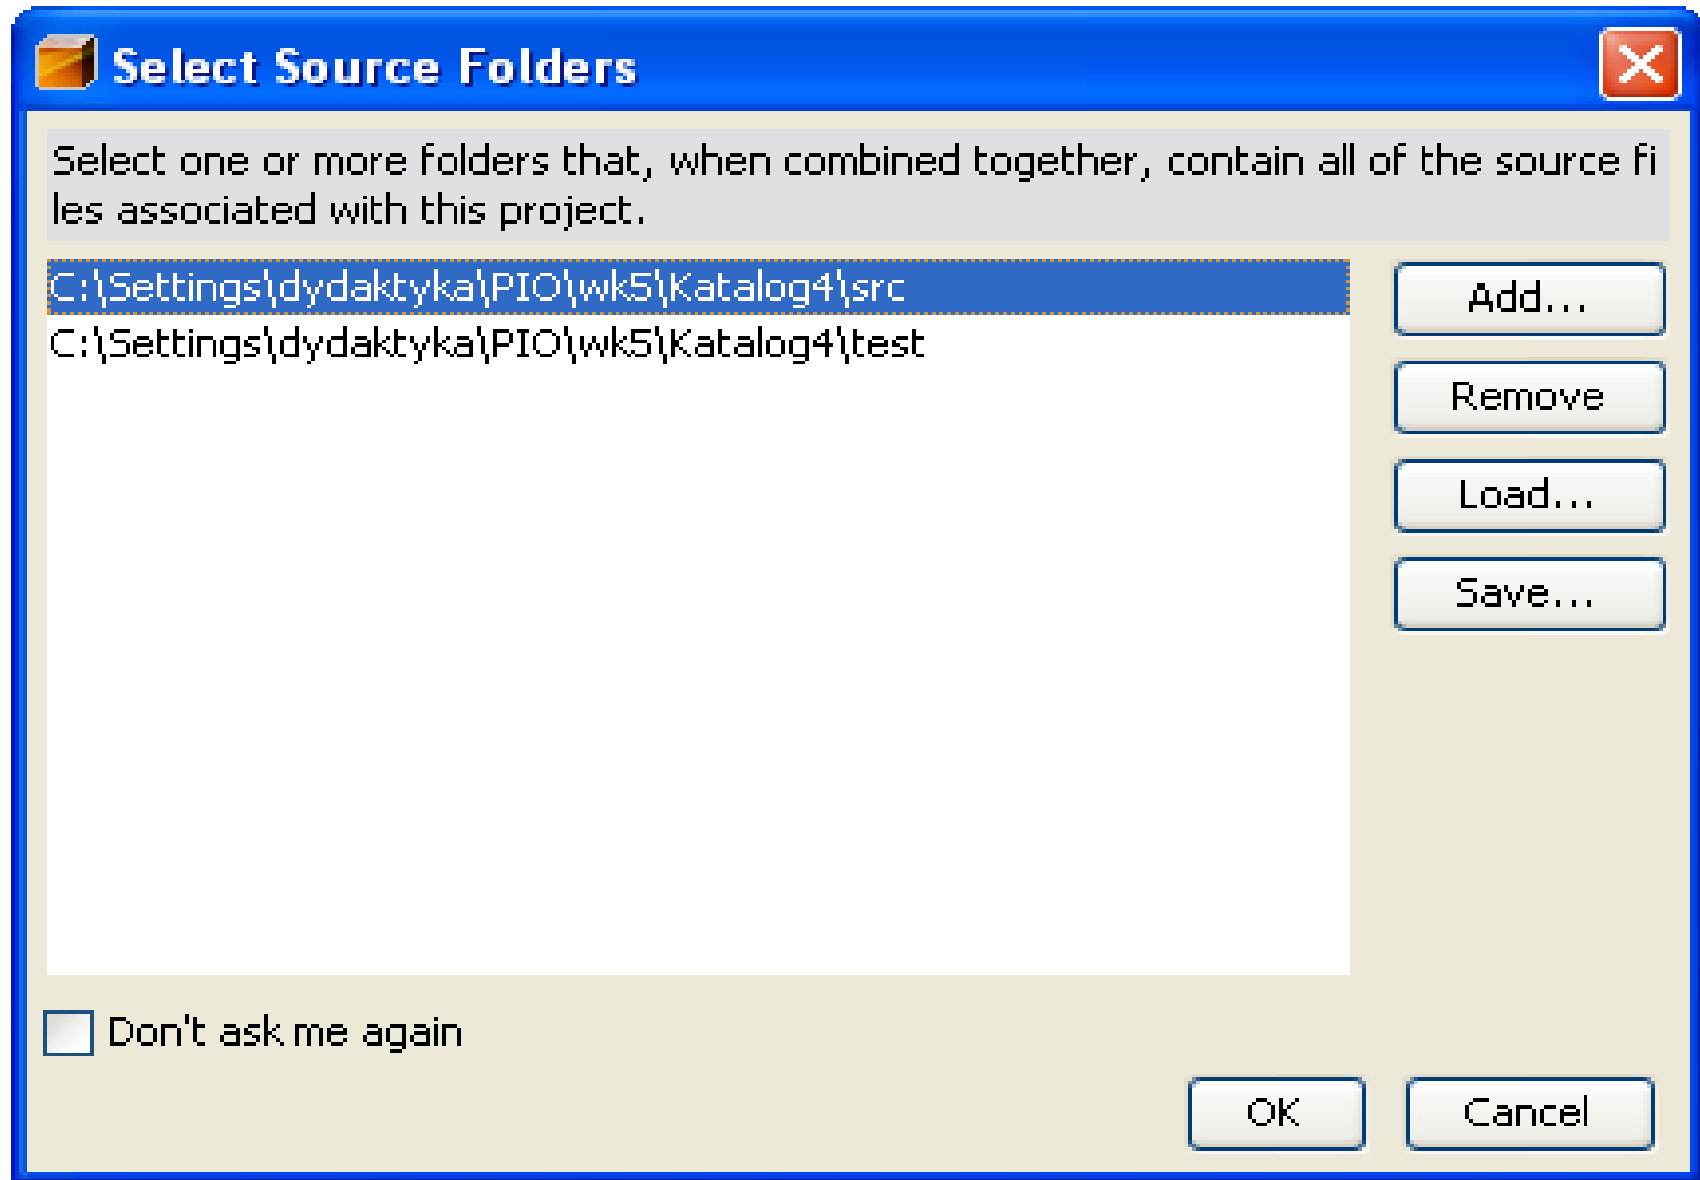 Select Source Folders
Select one or more folders that, when combined together, contain all of the source fi
les associated with this project.
C:\Settings\dydaktyka\PIO\wk5\Katalog4\src
C:\Settings\dydaktyka\PIO\wk5\Katalog4\test
Add...
Remove
Load...
Save...
Don't ask me again
OK
Cancel